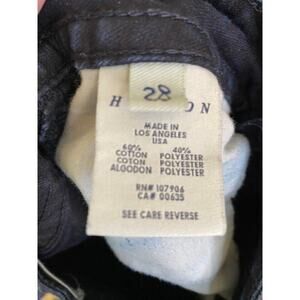 28
H ON
MADE IN
LOS ANGELES
USA
60% 40%
COTTON POLYESTER
COTON POLYESTER
ALGODON POLYESTER
RN# 107906
CA# 00635
SEE CARE REVERSE